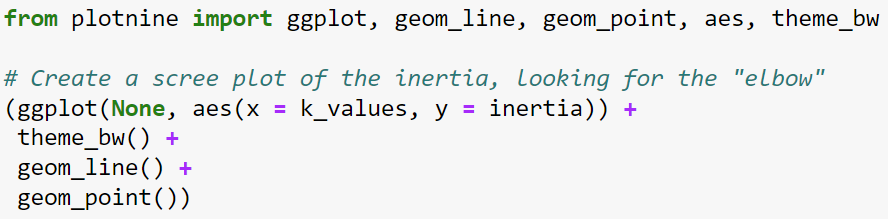 from plotnine import ggplot, geom_line, geom_point, aes, theme_bw
# Create a scree plot of the inertia, looking for the "elbow"
(ggplot(None, aes(x = k_values, y = inertia)) +
 theme_bw() +
 geom_line() +
 geom_point())